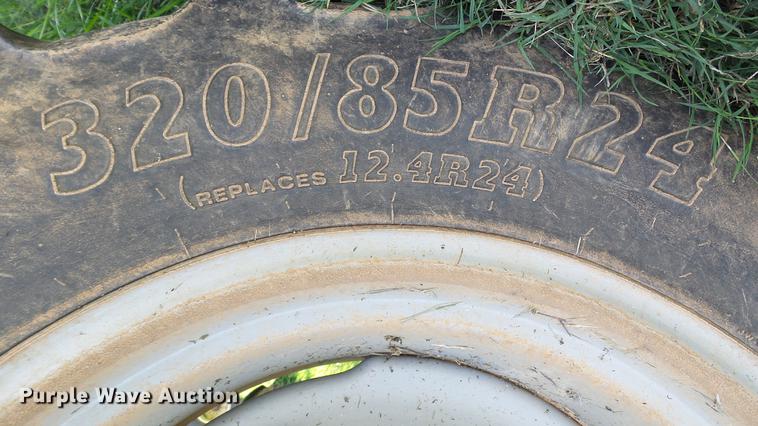 320/85R24
(REPLACES 12.4R24)
Purple Wave Auction